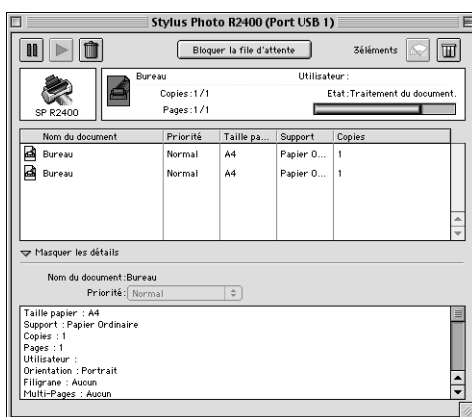 Stylus Photo R2400 (Port USB 1)
Bloquer la file d'attente
3éléments
SP R2400
Bureau
Utilisateur :
Copies : 1 / 1
Etat : Traitement du document.
Pages : 1 / 1
Nom du document Priorité Taille pa... Support Copies
Bureau Normal A4 Papier O... 1
Bureau Normal A4 Papier O... 1
Masquer les détails
Nom du document : Bureau
Priorité : Normal
Taille papier : A4
Support : Papier Ordinaire
Copies : 1
Pages : 1
Utilisateur :
Orientation : Portrait
Filigrane : Aucun
Multi-Pages : Aucun